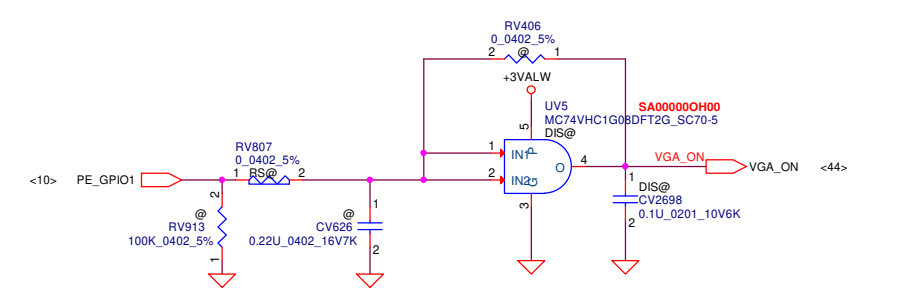 RV406
0_0402_5%
2 @ 1
+3VALW
UV5
SA00000OH00
MC74VHC1G08DFT2G_SC70-5
DIS@
5
P
RV807
0_0402_5%
RS@
1 IN1
O 4
VGA_ON
VGA_ON
<44>
<10>
PE_GPIO1
1 2
2 IN2
G
3
2
@
RV913
100K_0402_5%
1
1
@
CV626
0.22U_0402_16V7K
2
1
DIS@
CV2698
0.1U_0201_10V6K
2